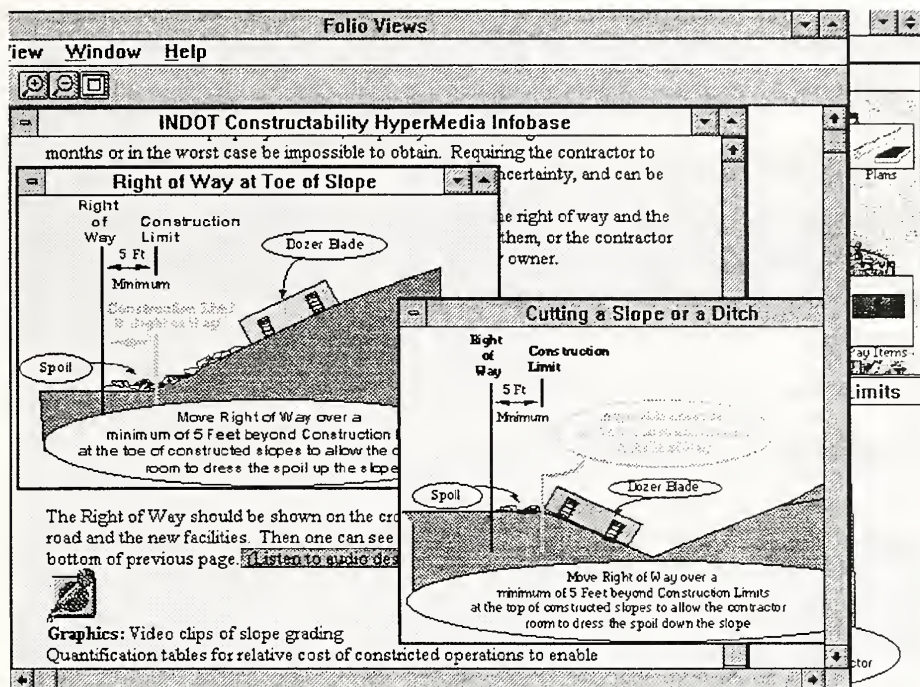 Folio Views
iew Window Help
INDOT Constructability HyperMedia Infobase
months or in the worst case be impossible to obtain. Requiring the contractor to
ncertainty, and can be
e right of way and the
them, or the contractor
owner.
Right of Way at Toe of Slope
Right
of
Way
Construction
Limit
5 Ft
Minimum
Dozer Blade
Construction Limit
& Right of Way
Spoil
Move Right of Way over a
minimum of 5 Feet beyond Construction
at the toe of constructed slopes to allow the c
room to dress the spoil up the slope
Cutting a Slope or a Ditch
Right
of
Way
Construction
Limit
5 Ft
Minimum
Spoil
Dozer Blade
Move Right of Way over a
minimum of 5 Feet beyond Construction Limits
at the top of constructed slopes to allow the contractor
room to dress the spoil down the slope
The Right of Way should be shown on the cro
road and the new facilities. Then one can see
bottom of previous page. (Listen to audio des
Graphics: Video clips of slope grading
Quantification tables for relative cost of constricted operations to enable
Plans
ay Items
imits
ctor